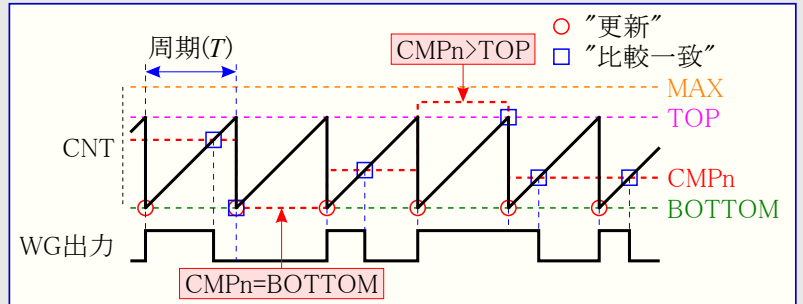 周期(T)
CMPn>TOP
"更新"
"比較一致"
MAX
TOP
CNT
CMPn
BOTTOM
WG出力
CMPn=BOTTOM